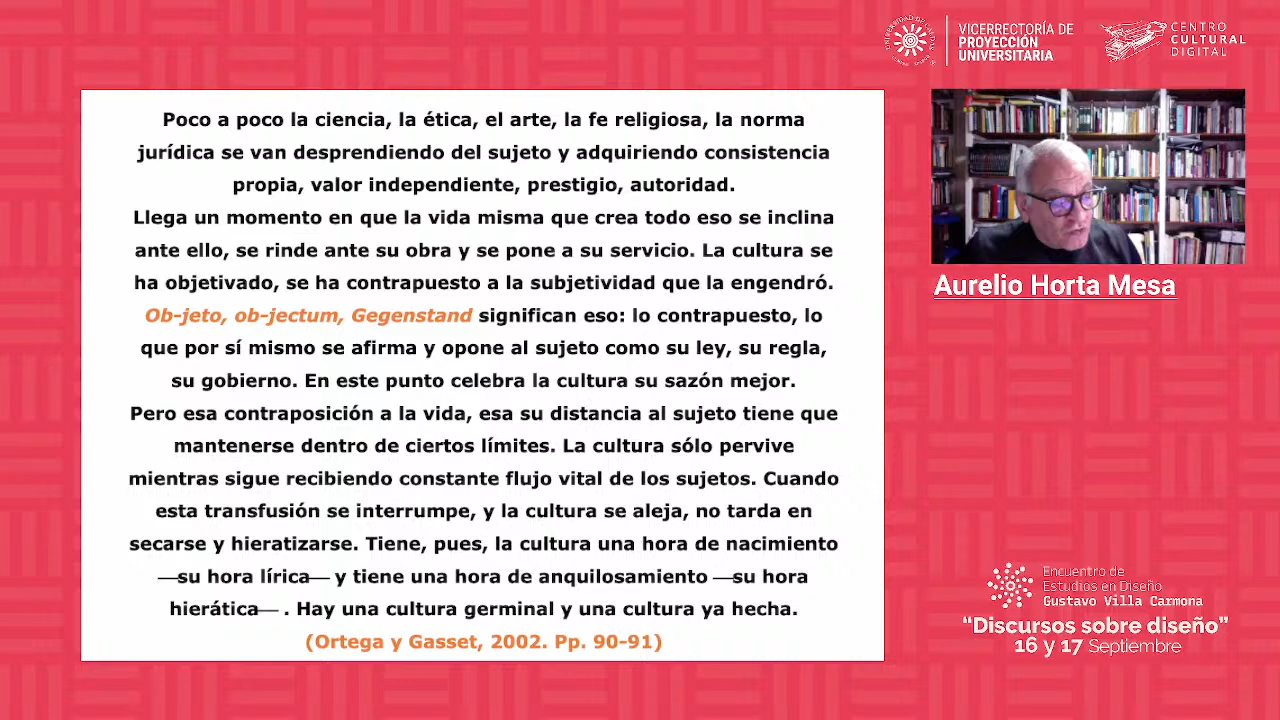 VICERRECTORÍA DE
PROYECCIÓN
UNIVERSITARIA
CENTRO
CULTURAL
DIGITAL
Poco a poco la ciencia, la ética, el arte, la fe religiosa, la norma
jurídica se van desprendiendo del sujeto y adquiriendo consistencia
propia, valor independiente, prestigio, autoridad.
Llega un momento en que la vida misma que crea todo eso se inclina
ante ello, se rinde ante su obra y se pone a su servicio. La cultura se
ha objetivado, se ha contrapuesto a la subjetividad que la engendró.
Ob-jeto, ob-jectum, Gegenstand significan eso: lo contrapuesto, lo
que por sí mismo se afirma y opone al sujeto como su ley, su regla,
su gobierno. En este punto celebra la cultura su sazón mejor.
Pero esa contraposición a la vida, esa su distancia al sujeto tiene que
mantenerse dentro de ciertos límites. La cultura sólo pervive
mientras sigue recibiendo constante flujo vital de los sujetos. Cuando
esta transfusión se interrumpe, y la cultura se aleja, no tarda en
secarse y hieratizarse. Tiene, pues, la cultura una hora de nacimiento
—su hora lírica— y tiene una hora de anquilosamiento —su hora
hierática— . Hay una cultura germinal y una cultura ya hecha.
(Ortega y Gasset, 2002. Pp. 90-91)
Aurelio Horta Mesa
Encuentro de
Estudios en Diseño
Gustavo Villa Carmona
“Discursos sobre diseño”
16 y 17 Septiembre